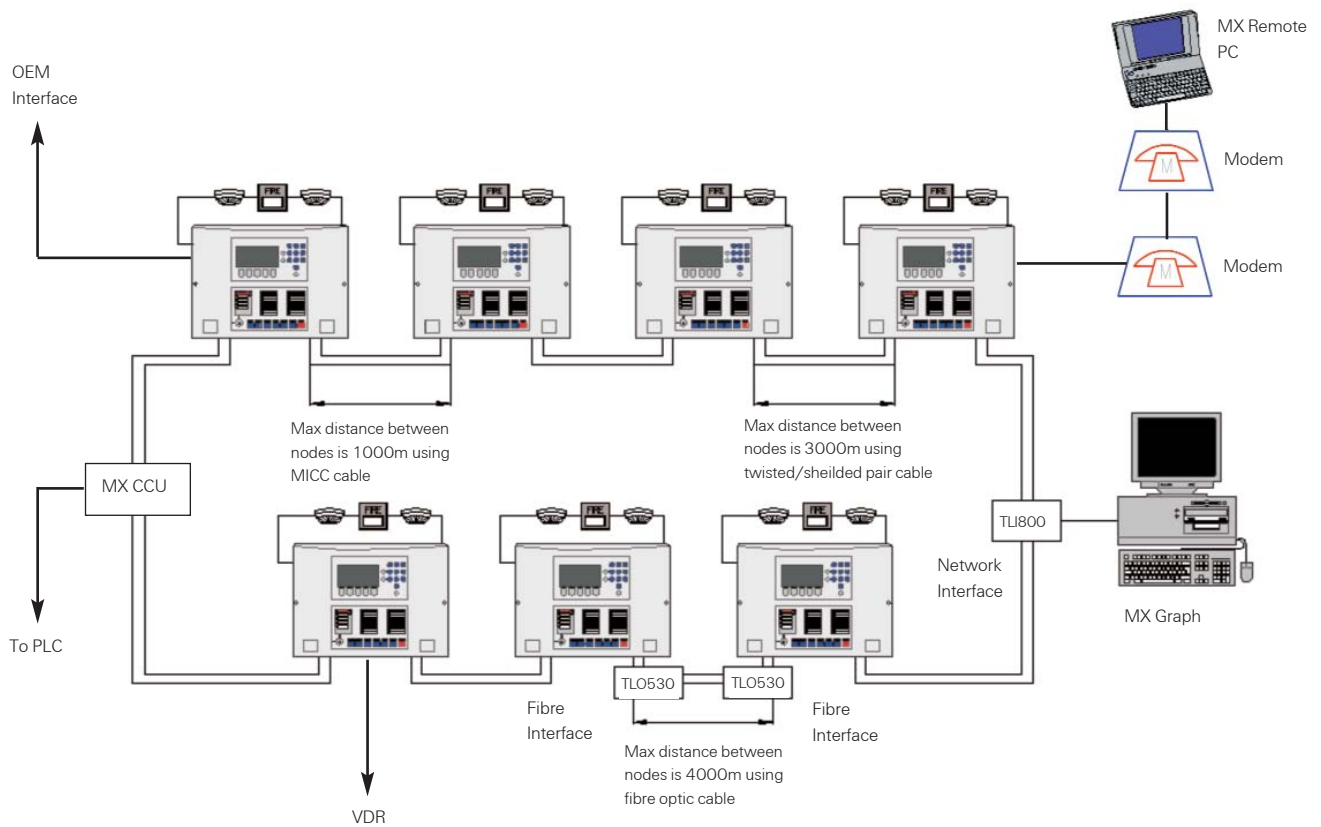 MX Remote
PC
OEM
Interface
Modem
M
Modem
M
FIRE
FIRE
FIRE
FIRE
Max distance between
nodes is 1000m using
MICC cable
Max distance between
nodes is 3000m using
twisted/sheilded pair cable
MX CCU
TLI800
Network
Interface
MX Graph
FIRE
FIRE
FIRE
To PLC
TLO530
TLO530
Fibre
Interface
Fibre
Interface
Max distance between
nodes is 4000m using
fibre optic cable
VDR